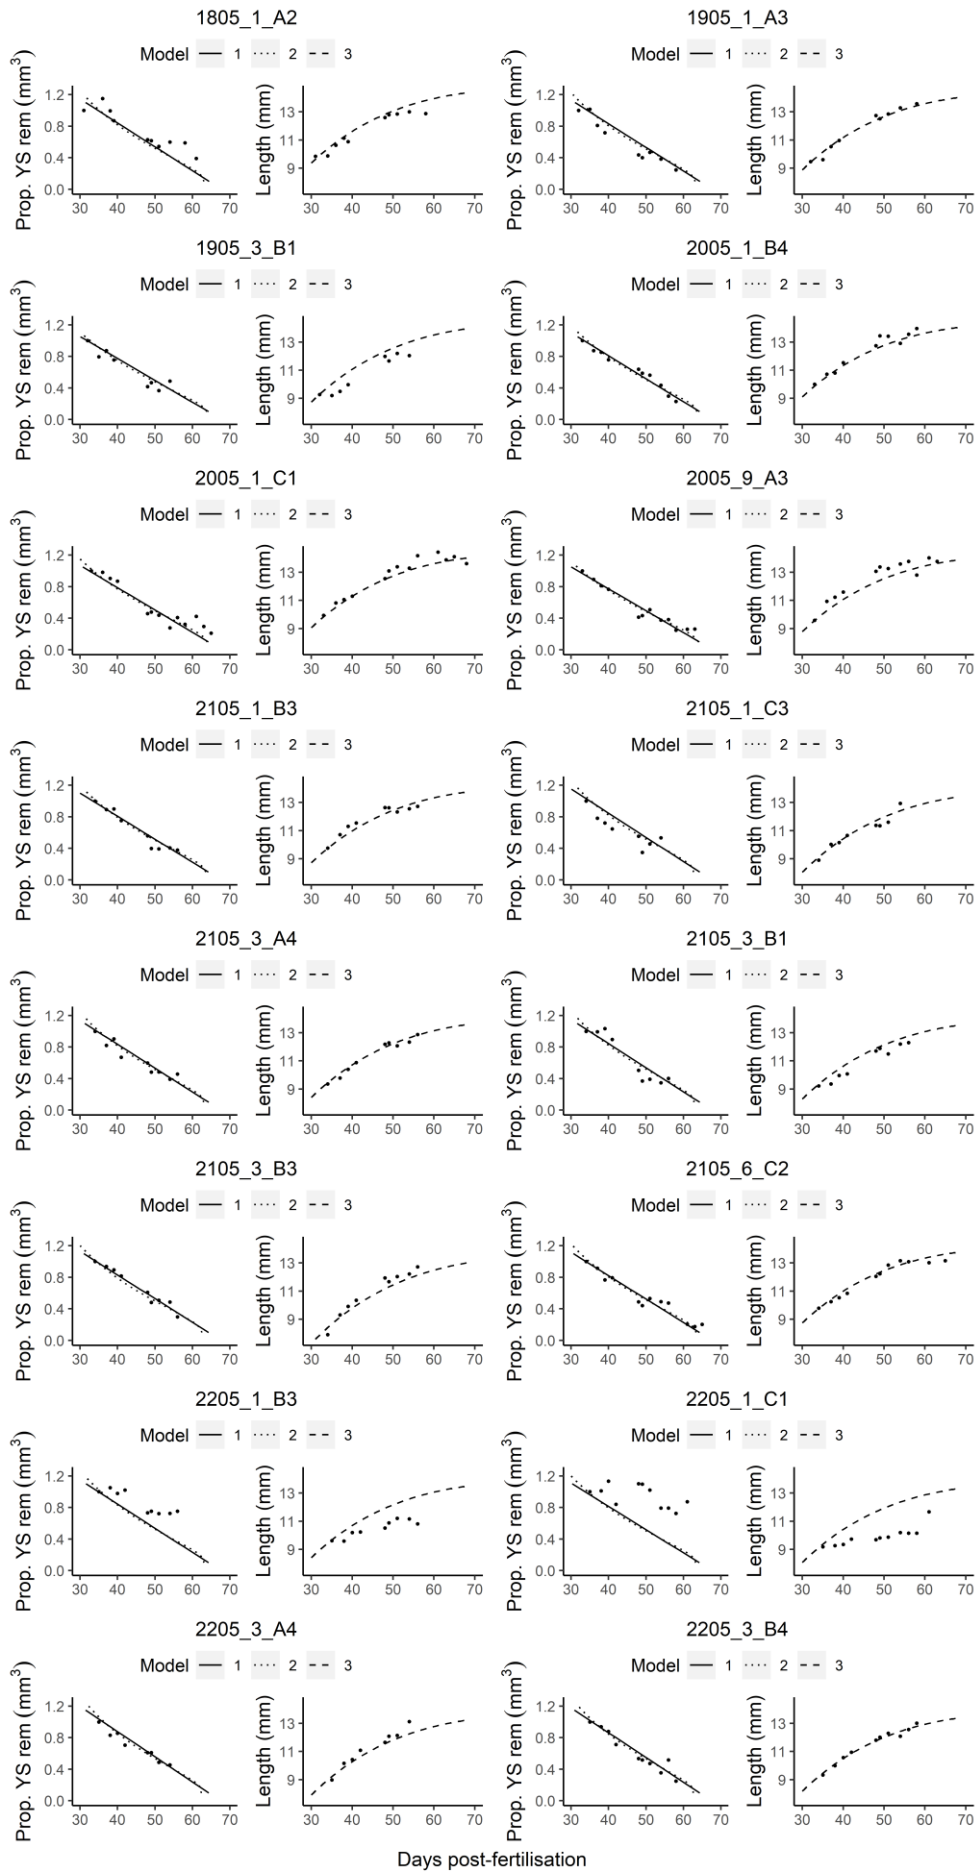 1805_1_A2 1905_1_A3
Model 1 2 3 Model 1 2 3
Prop. YS rem (mm³) Length (mm) Prop. YS rem (mm³) Length (mm)
1.2 0.8 0.4 0.0 13 11 9 1.2 0.8 0.4 0.0 13 11 9
30 40 50 60 70 30 40 50 60 70 30 40 50 60 70 30 40 50 60 70
1905_3_B1 2005_1_B4
Model 1 2 3 Model 1 2 3
Prop. YS rem (mm³) Length (mm) Prop. YS rem (mm³) Length (mm)
1.2 0.8 0.4 0.0 13 11 9 1.2 0.8 0.4 0.0 13 11 9
30 40 50 60 70 30 40 50 60 70 30 40 50 60 70 30 40 50 60 70
2005_1_C1 2005_9_A3
Model 1 2 3 Model 1 2 3
Prop. YS rem (mm³) Length (mm) Prop. YS rem (mm³) Length (mm)
1.2 0.8 0.4 0.0 13 11 9 1.2 0.8 0.4 0.0 13 11 9
30 40 50 60 70 30 40 50 60 70 30 40 50 60 70 30 40 50 60 70
2105_1_B3 2105_1_C3
Model 1 2 3 Model 1 2 3
Prop. YS rem (mm³) Length (mm) Prop. YS rem (mm³) Length (mm)
1.2 0.8 0.4 0.0 13 11 9 1.2 0.8 0.4 0.0 13 11 9
30 40 50 60 70 30 40 50 60 70 30 40 50 60 70 30 40 50 60 70
2105_3_A4 2105_3_B1
Model 1 2 3 Model 1 2 3
Prop. YS rem (mm³) Length (mm) Prop. YS rem (mm³) Length (mm)
1.2 0.8 0.4 0.0 13 11 9 1.2 0.8 0.4 0.0 13 11 9
30 40 50 60 70 30 40 50 60 70 30 40 50 60 70 30 40 50 60 70
2105_3_B3 2105_6_C2
Model 1 2 3 Model 1 2 3
Prop. YS rem (mm³) Length (mm) Prop. YS rem (mm³) Length (mm)
1.2 0.8 0.4 0.0 13 11 9 1.2 0.8 0.4 0.0 13 11 9
30 40 50 60 70 30 40 50 60 70 30 40 50 60 70 30 40 50 60 70
2205_1_B3 2205_1_C1
Model 1 2 3 Model 1 2 3
Prop. YS rem (mm³) Length (mm) Prop. YS rem (mm³) Length (mm)
1.2 0.8 0.4 0.0 13 11 9 1.2 0.8 0.4 0.0 13 11 9
30 40 50 60 70 30 40 50 60 70 30 40 50 60 70 30 40 50 60 70
2205_3_A4 2205_3_B4
Model 1 2 3 Model 1 2 3
Prop. YS rem (mm³) Length (mm) Prop. YS rem (mm³) Length (mm)
1.2 0.8 0.4 0.0 13 11 9 1.2 0.8 0.4 0.0 13 11 9
30 40 50 60 70 30 40 50 60 70 30 40 50 60 70 30 40 50 60 70
Days post-fertilisation